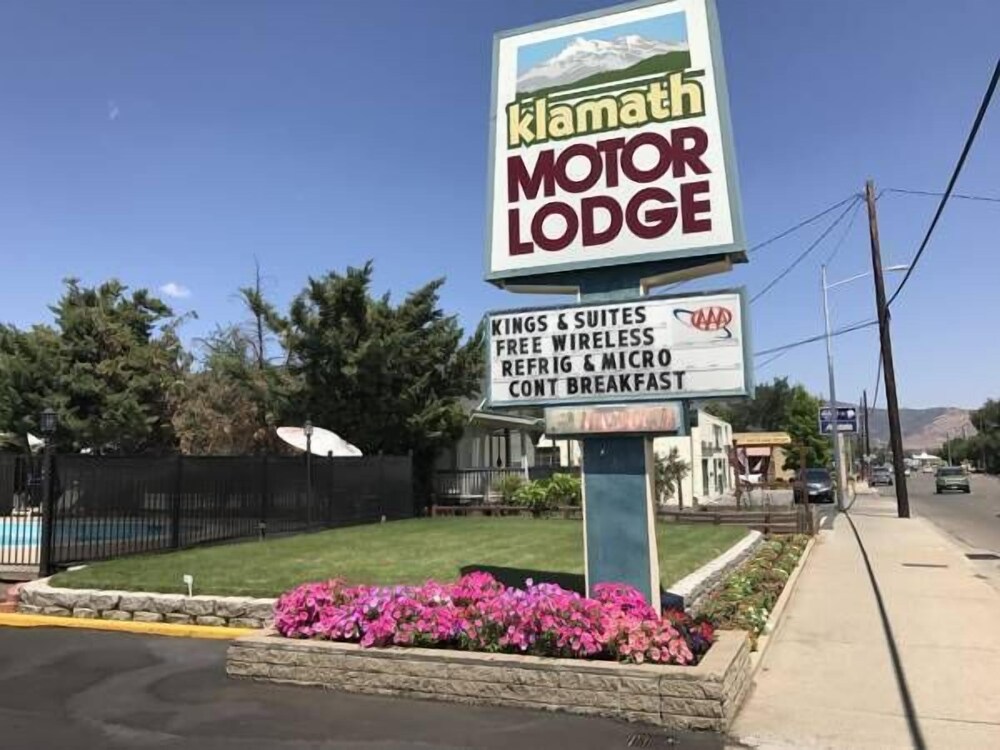 klamath
MOTOR
LODGE
KINGS & SUITES
FREE WIRELESS
REFRIG & MICRO
CONT BREAKFAST
AAA